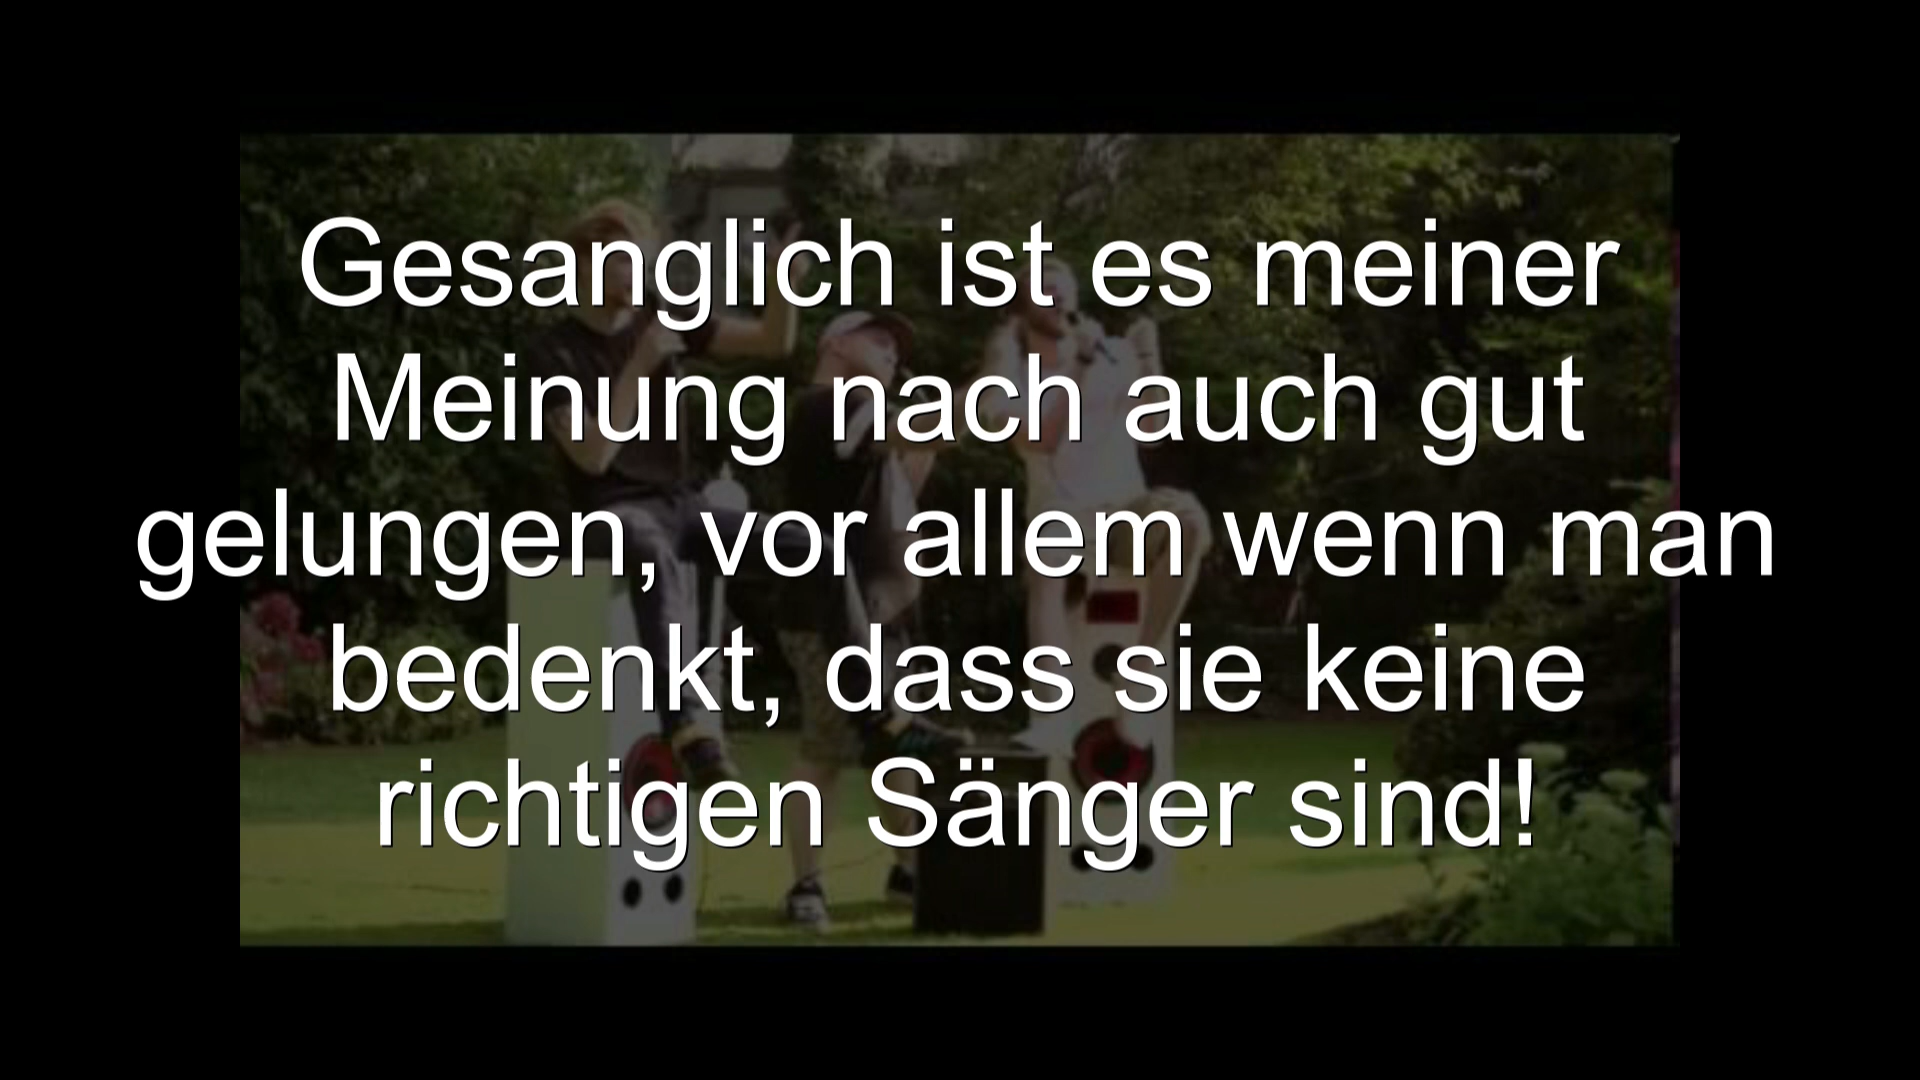 Gesanglich ist es meiner
Meinung nach auch gut
gelungen, vor allem wenn man
bedenkt, dass sie keine
richtigen Sänger sind!